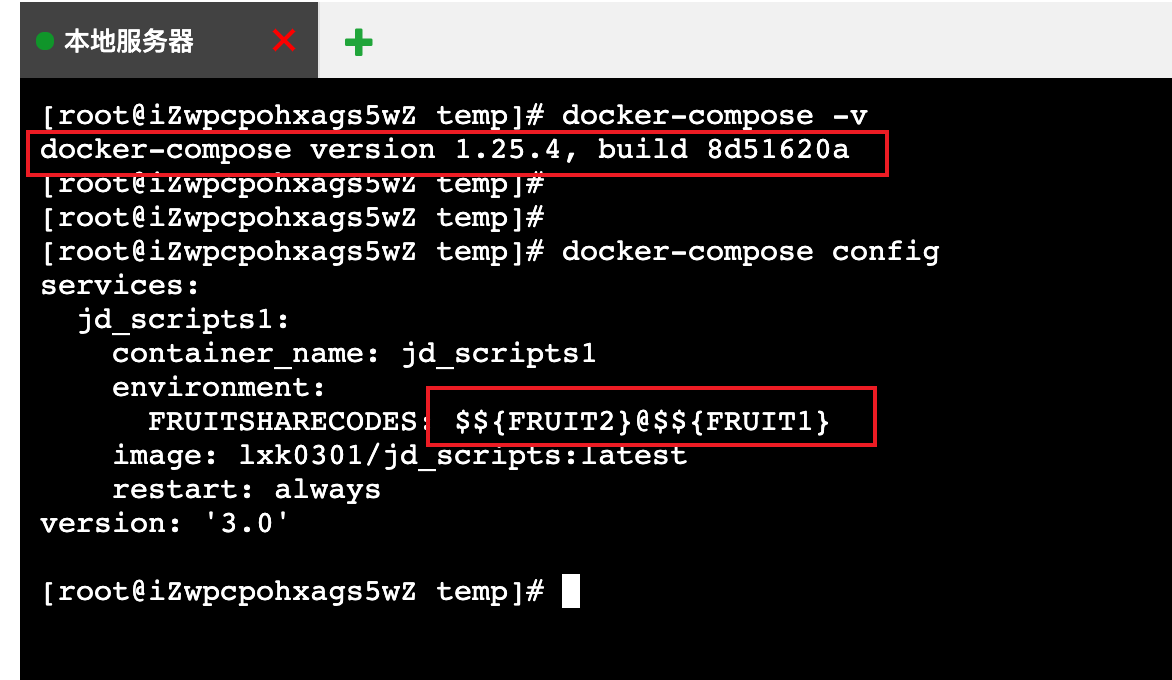 本地服务器
[root@iZwpcpohxags5wZ temp]# docker-compose -v
docker-compose version 1.25.4, build 8d51620a
[root@iZwpcpohxags5wZ temp]#
[root@iZwpcpohxags5wZ temp]#
[root@iZwpcpohxags5wZ temp]# docker-compose config
services:
  jd_scripts1:
    container_name: jd_scripts1
    environment:
      FRUITSHARECODES: $${FRUIT2}@$${FRUIT1}
    image: lxk0301/jd_scripts:latest
    restart: always
version: '3.0'
[root@iZwpcpohxags5wZ temp]#